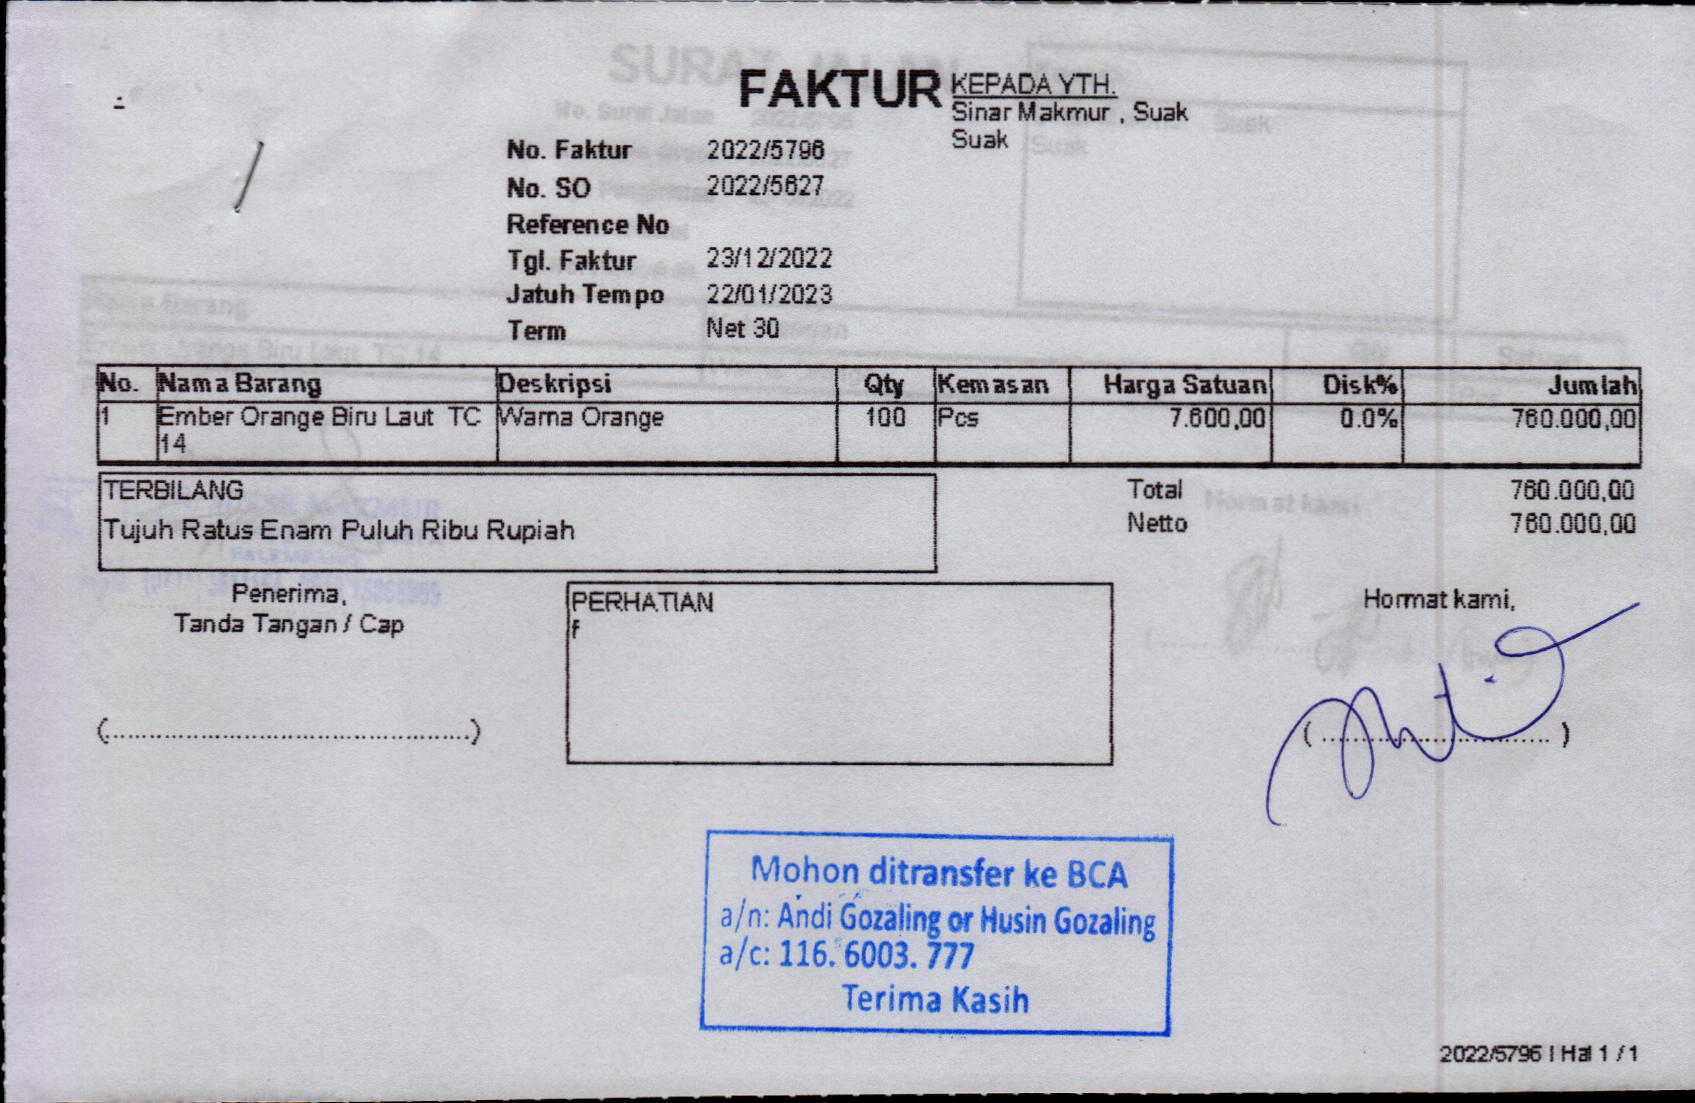 FAKTUR
KEPADA YTH.
Sinar Makmur , Suak
Suak
No. Faktur 2022/5796
No. SO 2022/5627
Reference No
Tgl. Faktur 23/12/2022
Jatuh Tempo 22/01/2023
Term Net 30
No. Nama Barang Deskripsi Qty Kemasan Harga Satuan Disk% Jumlah
1 Ember Orange Biru Laut TC Warna Orange 100 Pcs 7.600,00 0.0% 760.000,00
14
TERBILANG
Tujuh Ratus Enam Puluh Ribu Rupiah
Total 760.000,00
Netto 760.000,00
Penerima,
Tanda Tangan / Cap
(...............................................)
PERHATIAN
f
Hormat kami,
(..............................)
Mohon ditransfer ke BCA
a/n: Andi Gozaling or Husin Gozaling
a/c: 116. 6003. 777
Terima Kasih
2022/5796 | Hal 1 / 1